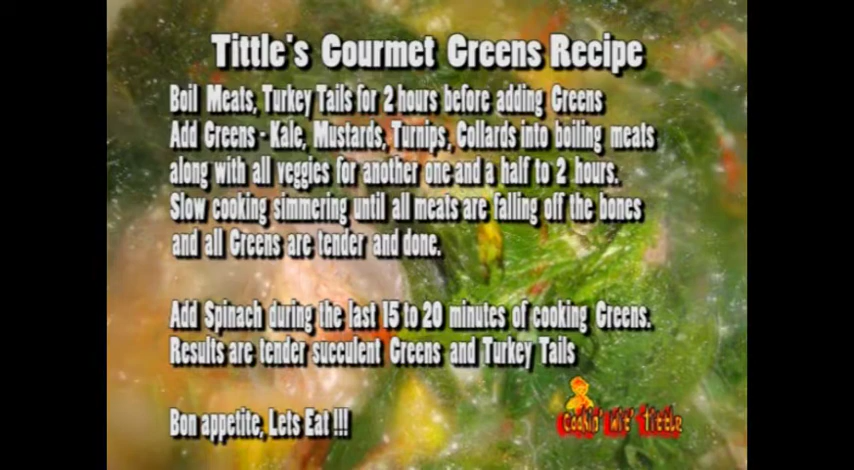 Tittle's Gourmet Greens Recipe
Boil Meats, Turkey Tails for 2 hours before adding Greens
Add Greens - Kale, Mustards, Turnips, Collards into boiling meats
along with all veggies for another one and a half to 2 hours.
Slow cooking simmering until all meats are falling off the bones
and all Greens are tender and done.
Add Spinach during the last 15 to 20 minutes of cooking Greens.
Results are tender succulent Greens and Turkey Tails
Bon appetite, Lets Eat !!!
Cookin' Wit' Tittle